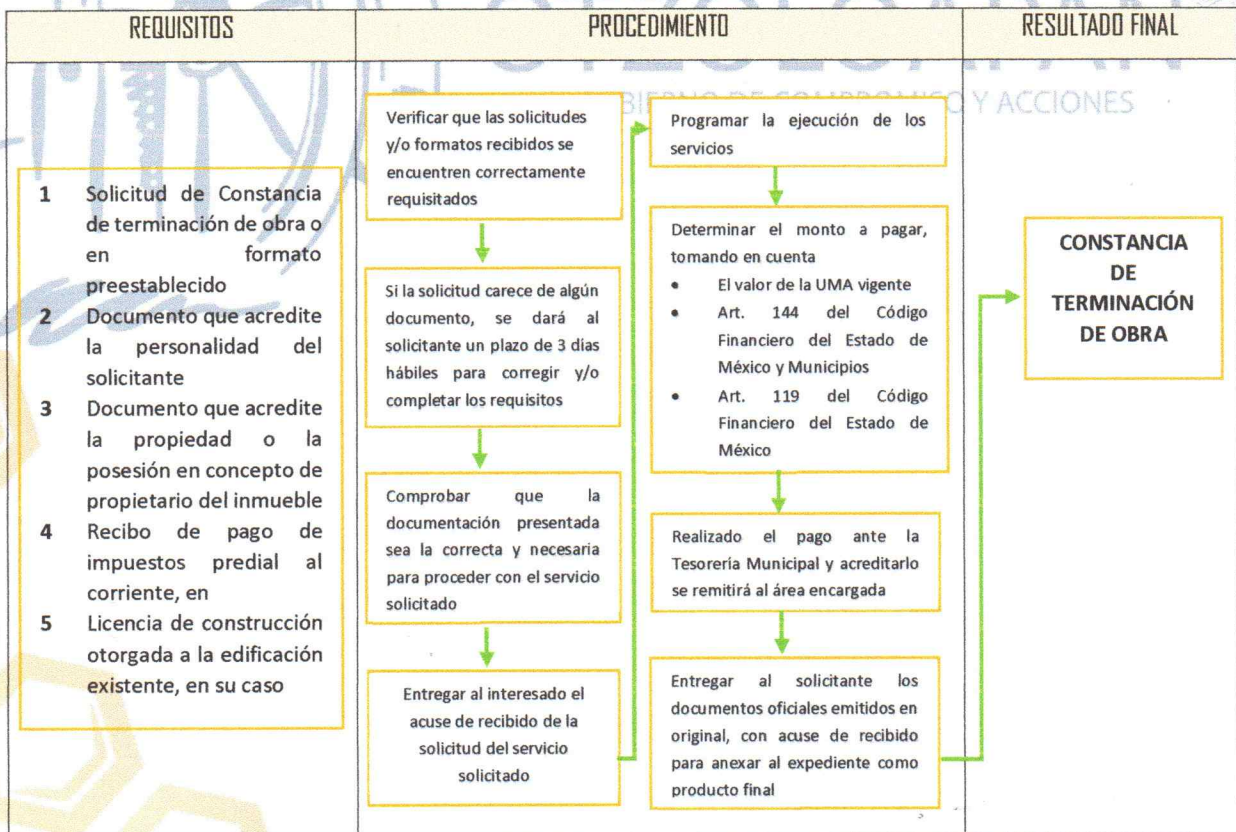 REQUISITOS
PROCEDIMIENTO
RESULTADO FINAL
OTZOLOAPAN
GOBIERNO DE COMPROMISO Y ACCIONES
1 Solicitud de Constancia
de terminación de obra o
en formato
preestablecido
2 Documento que acredite
la personalidad del
solicitante
3 Documento que acredite
la propiedad o la
posesión en concepto de
propietario del inmueble
4 Recibo de pago de
impuestos predial al
corriente, en
5 Licencia de construcción
otorgada a la edificación
existente, en su caso
Verificar que las solicitudes
y/o formatos recibidos se
encuentren correctamente
requisitados
Si la solicitud carece de algún
documento, se dará al
solicitante un plazo de 3 días
hábiles para corregir y/o
completar los requisitos
Comprobar que la
documentación presentada
sea la correcta y necesaria
para proceder con el servicio
solicitado
Entregar al interesado el
acuse de recibido de la
solicitud del servicio
solicitado
Programar la ejecución de los
servicios
Determinar el monto a pagar,
tomando en cuenta
• El valor de la UMA vigente
• Art. 144 del Código
Financiero del Estado de
México y Municipios
• Art. 119 del Código
Financiero del Estado de
México
Realizado el pago ante la
Tesorería Municipal y acreditarlo
se remitirá al área encargada
Entregar al solicitante los
documentos oficiales emitidos en
original, con acuse de recibido
para anexar al expediente como
producto final
CONSTANCIA
DE
TERMINACIÓN
DE OBRA